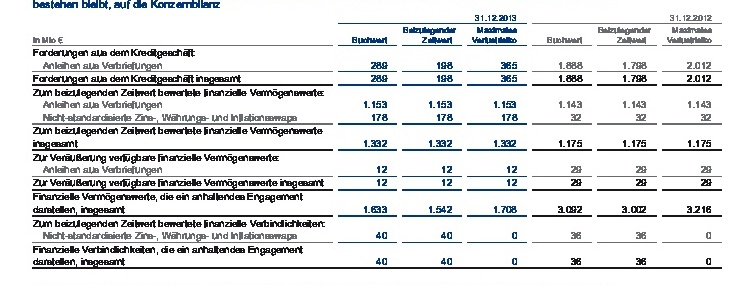 bestehen bleibt, auf die Konzernbilanz
31.12.2013 31.12.2012
in Mio € Buchwert Beizulegender Zeitwert Maximales Verlustrisiko Buchwert Beizulegender Zeitwert Maximales Verlustrisiko
Forderungen aus dem Kreditgeschäft:
Anleihen aus Verbriefungen 289 198 365 1.888 1.798 2.012
Forderungen aus dem Kreditgeschäft insgesamt 289 198 365 1.888 1.798 2.012
Zum beizulegenden Zeitwert bewertete finanzielle Vermögenswerte:
Anleihen aus Verbriefungen 1.153 1.153 1.153 1.143 1.143 1.143
Nicht-standardisierte Zins-, Währungs- und Inflationsswaps 178 178 178 32 32 32
Zum beizulegenden Zeitwert bewertete finanzielle Vermögenswerte
insgesamt 1.332 1.332 1.332 1.175 1.175 1.175
Zur Veräußerung verfügbare finanzielle Vermögenswerte:
Anleihen aus Verbriefungen 12 12 12 29 29 29
Zur Veräußerung verfügbare finanzielle Vermögenswerte insgesamt 12 12 12 29 29 29
Finanzielle Vermögenswerte, die ein anhaltendes Engagement
darstellen, insgesamt 1.633 1.542 1.708 3.092 3.002 3.216
Zum beizulegenden Zeitwert bewertete finanzielle Verbindlichkeiten:
Nicht-standardisierte Zins-, Währungs- und Inflationsswaps 40 40 0 36 36 0
Finanzielle Verbindlichkeiten, die ein anhaltendes Engagement
darstellen, insgesamt 40 40 0 36 36 0